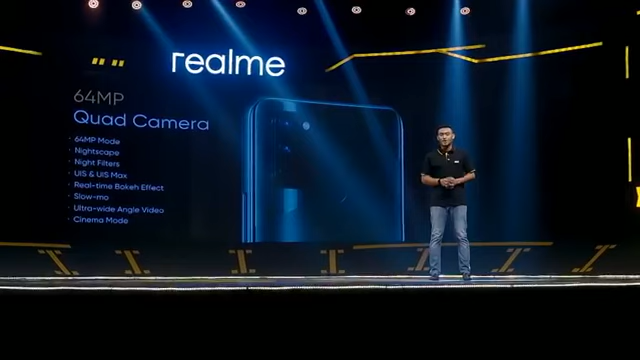 realme
64MP
Quad Camera
· 64MP Mode
· Nightscape
· Night Filters
· UIS & UIS Max
· Real-time Bokeh Effect
· Slow-mo
· Ultra-wide Angle Video
· Cinema Mode